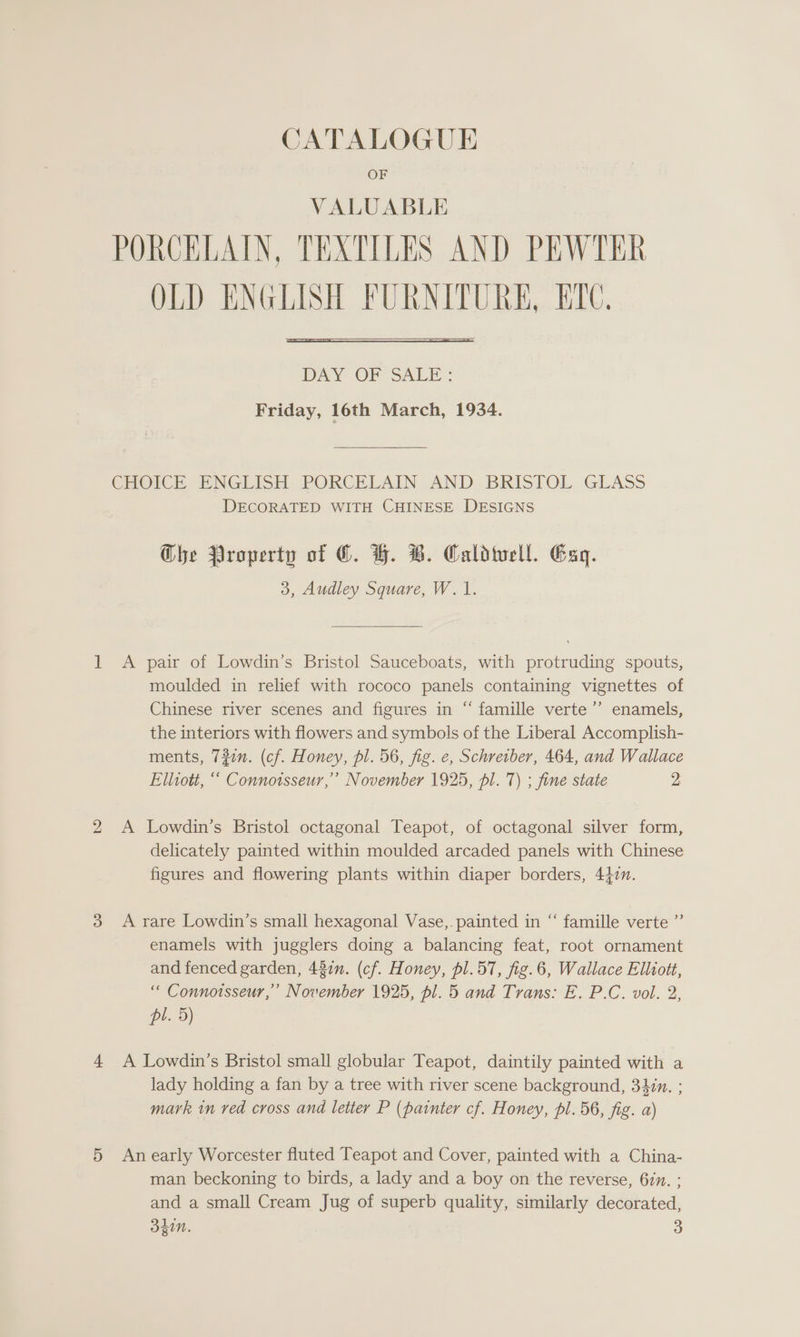 CATALOGUE
OF
VALUABLE
PORCELAIN, TEXTILES AND PEWTER
OLD ENGLISH FURNITURE, ETC.
DAY OF SALE :
Friday, 16th March, 1934.
CHOICE ENGLISH PORCELAIN AND BRISTOL GLASS
DECORATED WITH CHINESE DESIGNS
The Property of C. H. B. Caldwell. Esq.
3, Audley Square, W. 1.
1 A pair of Lowdin’s Bristol Sauceboats, with protruding spouts,
moulded in relief with rococo panels containing vignettes of
Chinese river scenes and figures in “ famille verte ” enamels,
the interiors with flowers and symbols of the Liberal Accomplish-
ments, 7¾in. (cf. Honey, pl. 56, fig. e, Schreiber, 464, and Wallace
Elliott, “ Connoisseur,” November 1925, pl. 7) ; fine state 2
2 A Lowdin’s Bristol octagonal Teapot, of octagonal silver form,
delicately painted within moulded arcaded panels with Chinese
figures and flowering plants within diaper borders, 4½in.
3 A rare Lowdin’s small hexagonal Vase, painted in “ famille verte ”
enamels with jugglers doing a balancing feat, root ornament
and fenced garden, 4¾in. (cf. Honey, pl. 57, fig. 6, Wallace Elliott,
“ Connoisseur,” November 1925, pl. 5 and Trans: E. P.C. vol. 2,
pl. 5)
4 A Lowdin’s Bristol small globular Teapot, daintily painted with a
lady holding a fan by a tree with river scene background, 3½in. ;
mark in red cross and letter P (painter cf. Honey, pl. 56, fig. a)
5 An early Worcester fluted Teapot and Cover, painted with a China-
man beckoning to birds, a lady and a boy on the reverse, 6in. ;
and a small Cream Jug of superb quality, similarly decorated,
3½in. 3